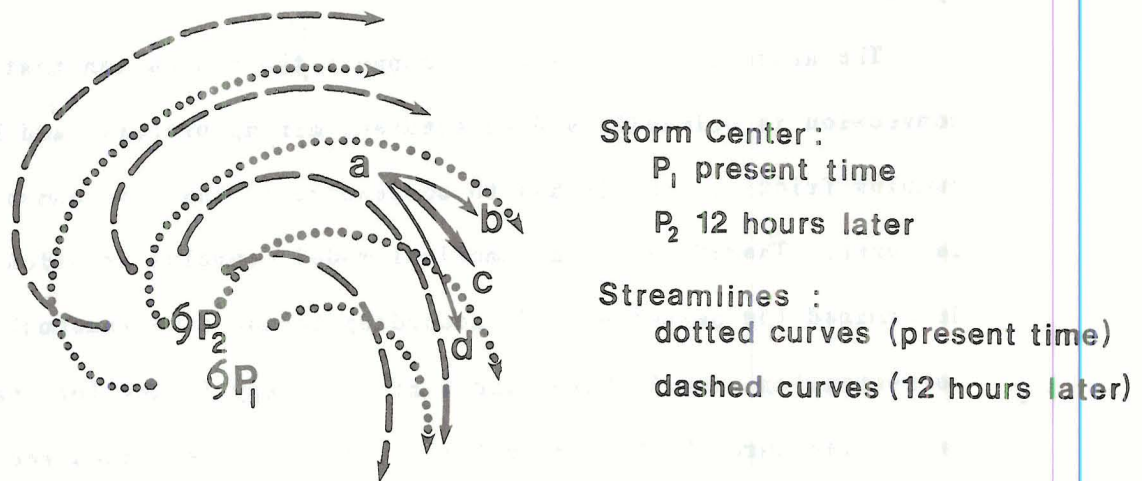 a
b
c
d
P₂
P₁
Storm Center :
P₁ present time
P₂ 12 hours later
Streamlines :
dotted curves (present time)
dashed curves (12 hours later)